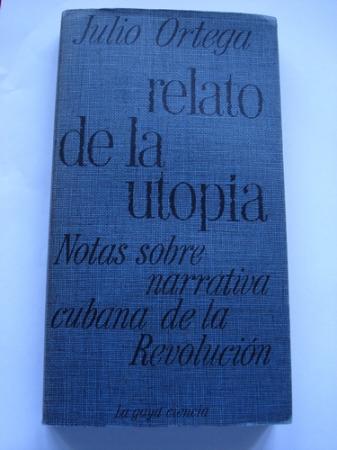 Julio Ortega
relato
de la
utopia
Notas sobre
narrativa
cubana de la
Revolución
la gaya ciencia